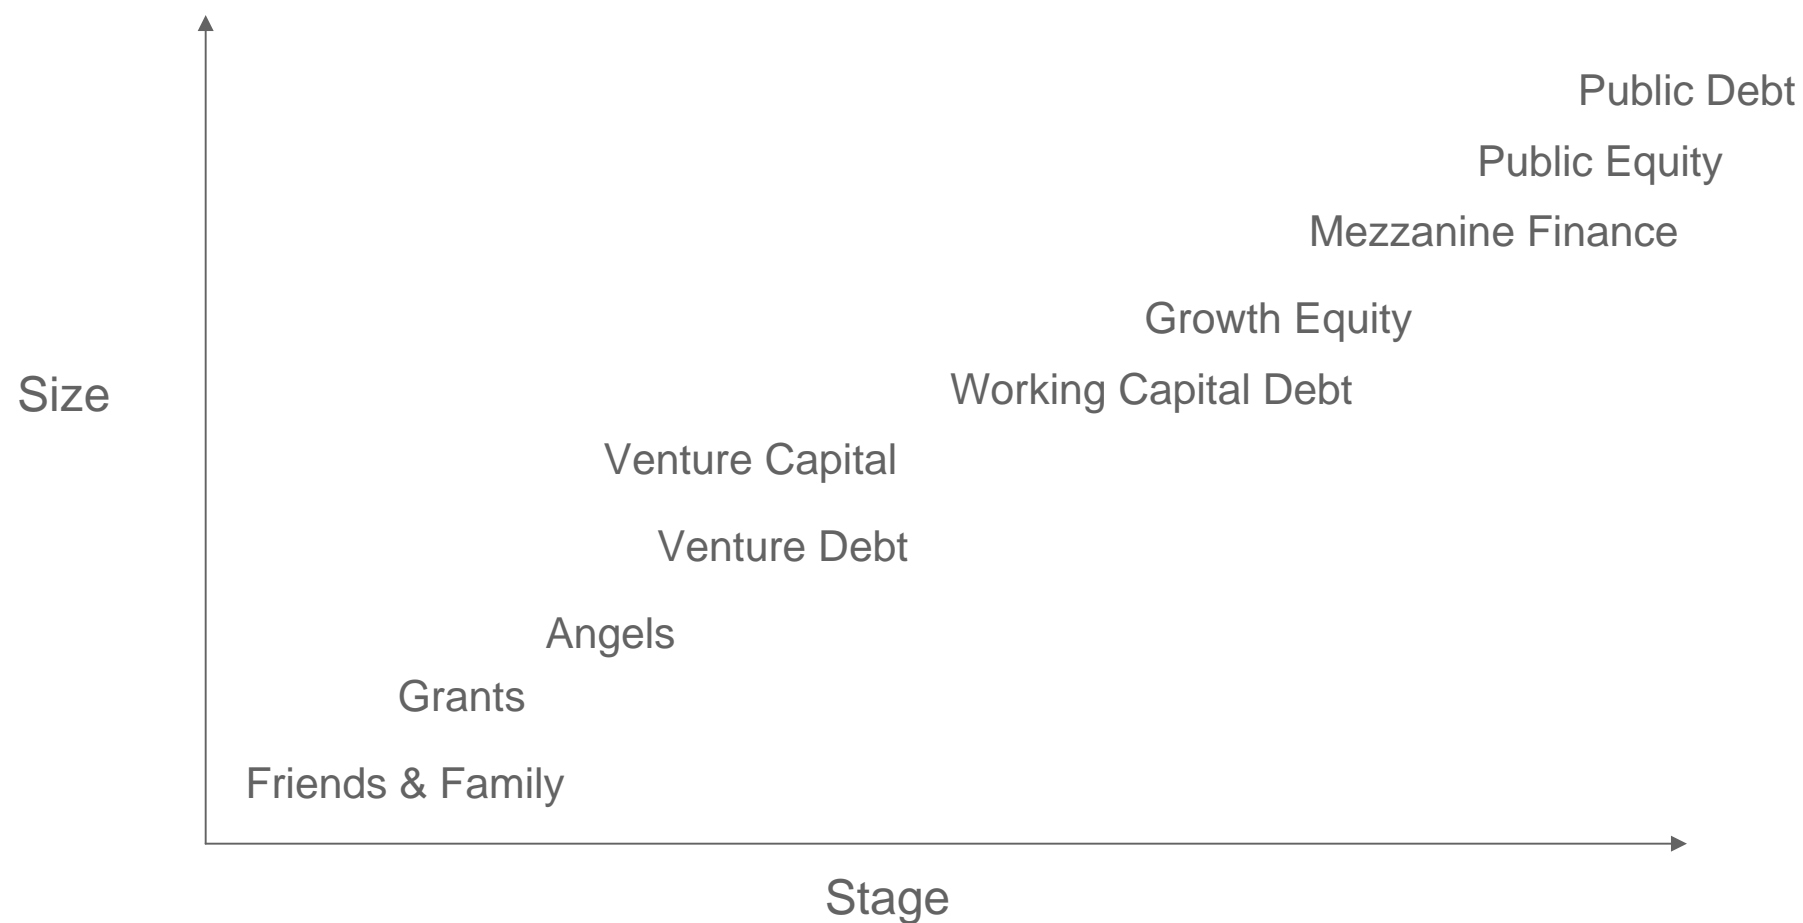 Public Debt
Public Equity
Mezzanine Finance
Growth Equity
Size
Working Capital Debt
Venture Capital
Venture Debt
Angels
Grants
Friends & Family
Stage